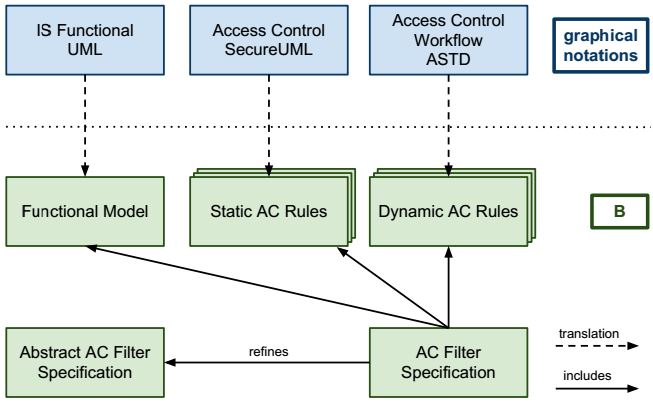 IS Functional
UML
Access Control
SecureUML
Access Control
Workflow
ASTD
graphical
notations
Functional Model
Static AC Rules
Dynamic AC Rules
B
Abstract AC Filter
Specification
refines
AC Filter
Specification
translation
includes